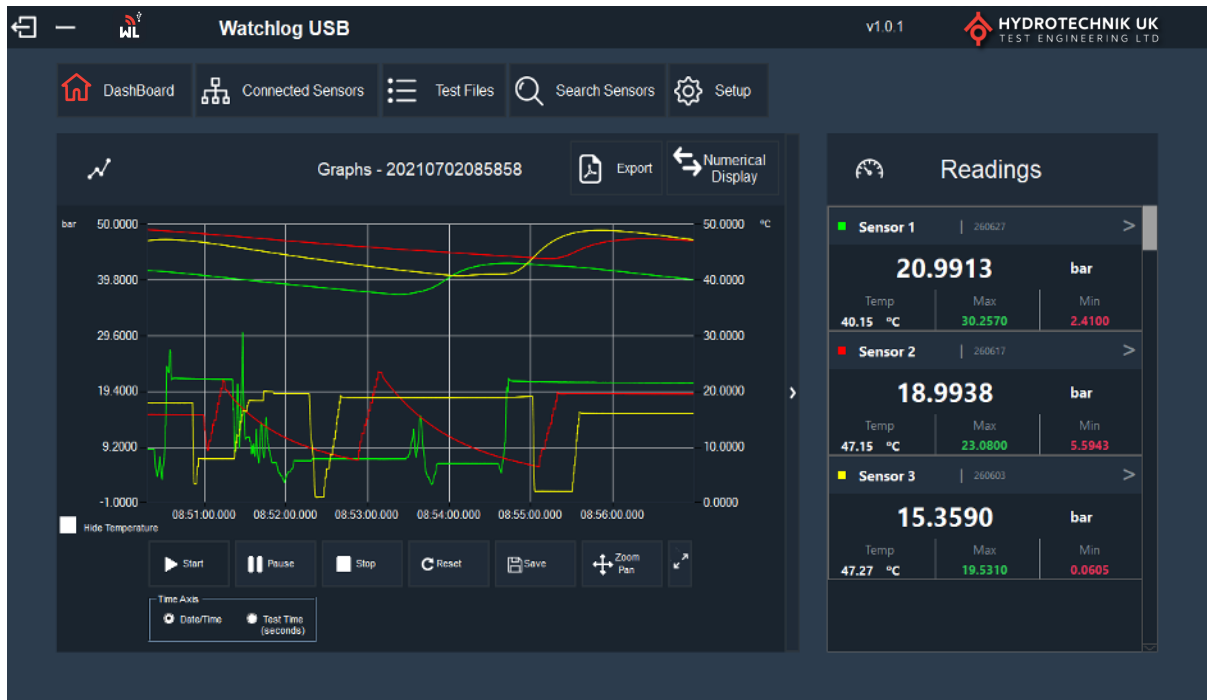 WL
Watchlog USB
v1.0.1
HYDROTECHNIK UK
TEST ENGINEERING LTD
DashBoard
Connected Sensors
Test Files
Search Sensors
Setup
Graphs - 20210702085858
Export
Numerical
Display
bar
50.0000
39.8000
29.6000
19.4000
9.2000
-1.0000
50.0000 ºC
40.0000
30.0000
20.0000
10.0000
0.0000
08:51:00.000 08:52:00.000 08:53:00.000 08:54:00.000 08:55:00.000 08:56:00.000
Hide Temperature
Start
Pause
Stop
Reset
Save
Zoom
Pan
Time Axis
Date/Time
Test Time
(seconds)
Readings
Sensor 1 | 260627 >
20.9913 bar
Temp Max Min
40.15 ºC 30.2570 2.4100
Sensor 2 | 260617 >
18.9938 bar
Temp Max Min
47.15 ºC 23.0800 5.5943
Sensor 3 | 260603 >
15.3590 bar
Temp Max Min
47.27 ºC 19.5310 0.0605